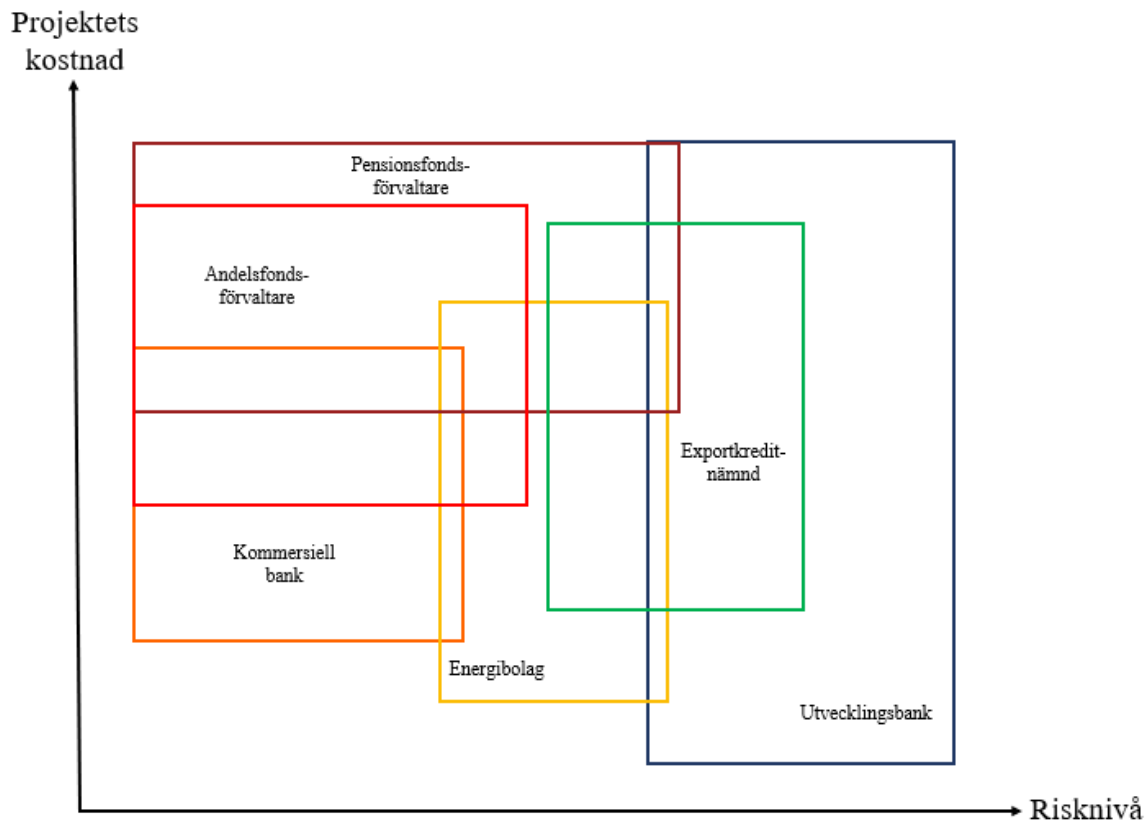 Projektets
kostnad
Pensionsfonds-
förvaltare
Andelsfonds-
förvaltare
Exportkredit-
nämnd
Kommersiell
bank
Energibolag
Utvecklingsbank
Risknivå